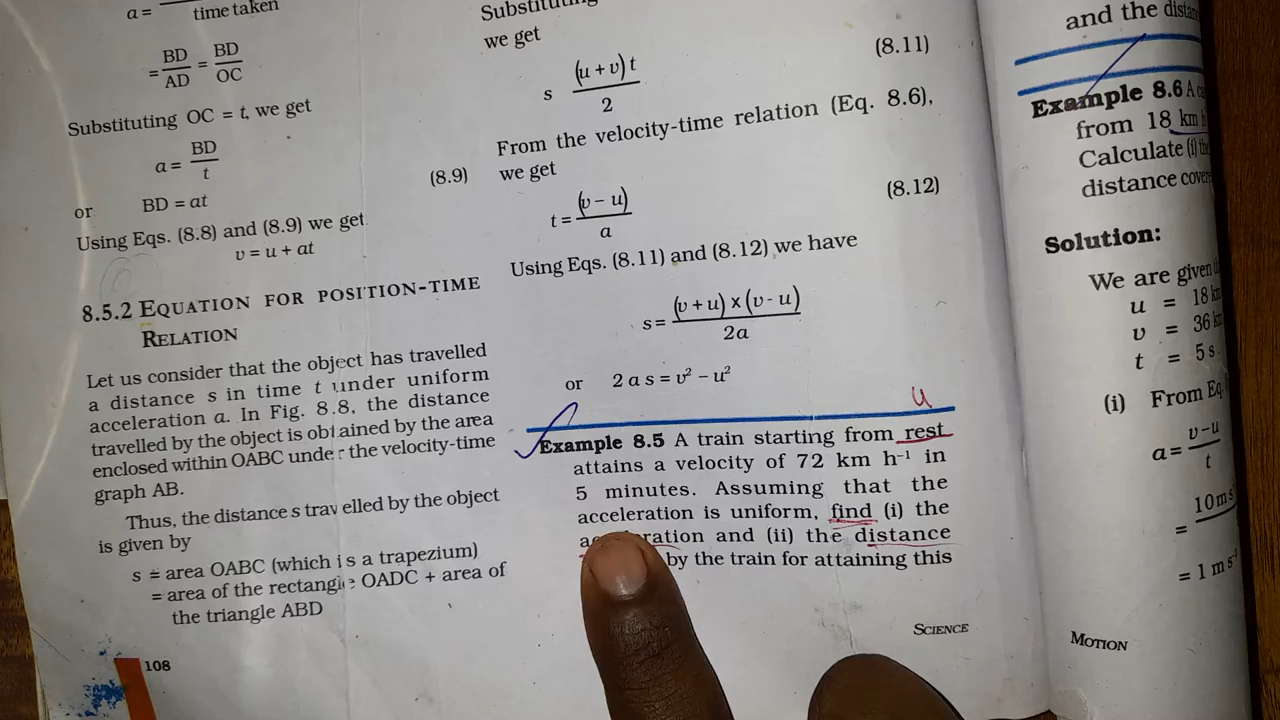 a =
time taken
= BD/AD = BD/OC
Substituting OC = t, we get
a = BD/t
(8.9)
or BD = at
Using Eqs. (8.8) and (8.9) we get
v = u + at
8.5.2 EQUATION FOR POSITION-TIME
RELATION
Let us consider that the object has travelled
a distance s in time t under uniform
acceleration a. In Fig. 8.8, the distance
travelled by the object is obtained by the area
enclosed within OABC under the velocity-time
graph AB.
Thus, the distance s travelled by the object
is given by
s = area OABC (which is a trapezium)
= area of the rectangle OADC + area of
the triangle ABD
108
we get
s (u + v) t / 2
(8.11)
From the velocity-time relation (Eq. 8.6),
we get
t = (v - u) / a
(8.12)
Using Eqs. (8.11) and (8.12) we have
s = (v + u) × (v - u) / 2a
or 2 a s = v² - u²
u
Example 8.5 A train starting from rest
attains a velocity of 72 km h⁻¹ in
5 minutes. Assuming that the
acceleration is uniform, find (i) the
and (ii) the distance
by the train for attaining this
SCIENCE
and the
Example 8.6 A
from 18 km
Calculate (i)
distance
Solution:
We are given
u = 18
v = 36
t = 5 s
(i) From Eq.
a = v - u / t
= 10 m s
= 1 m s
MOTION